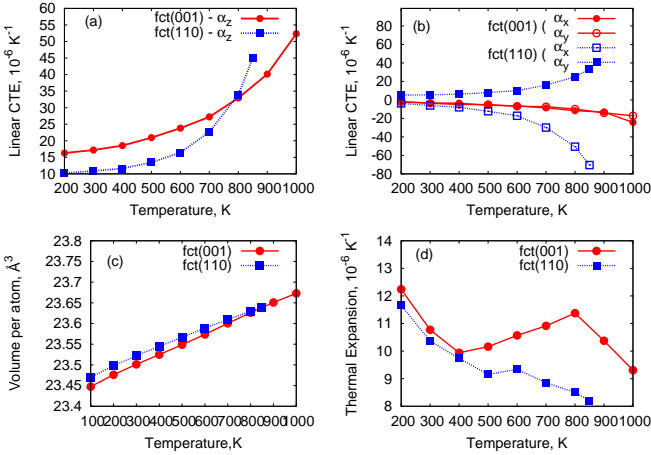 (a)
fct(001) - αz
fct(110) - αz
Linear CTE, 10-6 K-1
60
55
50
45
40
35
30
25
20
15
10
200 300 400 500 600 700 800 900 1000
Temperature, K
(b)
fct(001) ( αx
αy
fct(110) ( αx
αy
Linear CTE, 10-6 K-1
80
60
40
20
0
-20
-40
-60
-80
200 300 400 500 600 700 800 900 1000
Temperature, K
(c)
fct(001)
fct(110)
Volume per atom, Å3
23.8
23.75
23.7
23.65
23.6
23.55
23.5
23.45
23.4
100 200 300 400 500 600 700 800 900 1000
Temperature,K
(d)
fct(001)
fct(110)
Thermal Expansion, 10-6 K-1
14
13
12
11
10
9
8
200 300 400 500 600 700 800 900 1000
Temperature, K